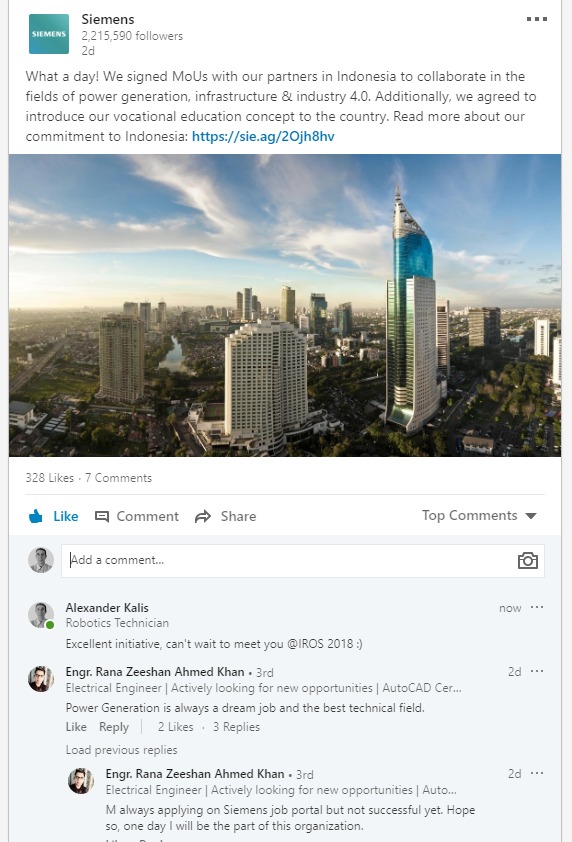 SIEMENS
Siemens
2,215,590 followers
2d
What a day! We signed MoUs with our partners in Indonesia to collaborate in the
fields of power generation, infrastructure & industry 4.0. Additionally, we agreed to
introduce our vocational education concept to the country. Read more about our
commitment to Indonesia: https://sie.ag/2Ojh8hv
328 Likes · 7 Comments
Like Comment Share Top Comments
Add a comment...
Alexander Kalis now
Robotics Technician
Excellent initiative, can't wait to meet you @IROS 2018 :)
Engr. Rana Zeeshan Ahmed Khan • 3rd 2d
Electrical Engineer | Actively looking for new opportunities | AutoCAD Cer...
Power Generation is always a dream job and the best technical field.
Like Reply 2 Likes · 3 Replies
Load previous replies
Engr. Rana Zeeshan Ahmed Khan • 3rd 2d
Electrical Engineer | Actively looking for new opportunities | Auto...
M always applying on Siemens job portal but not successful yet. Hope
so, one day I will be the part of this organization.